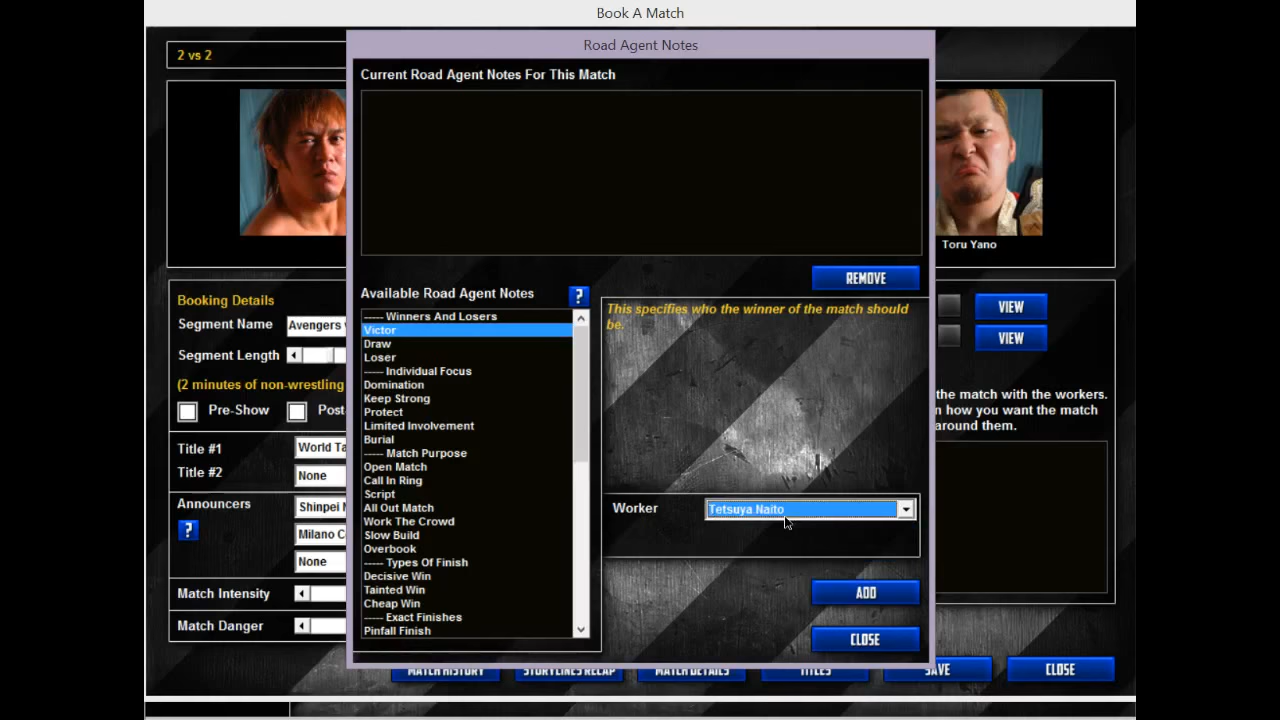 Book A Match
Road Agent Notes
2 vs 2
Current Road Agent Notes For This Match
Toru Yano
REMOVE
Available Road Agent Notes
?
This specifies who the winner of the match should
be.
----- Winners And Losers
Victor
Draw
Loser
----- Individual Focus
Domination
Keep Strong
Protect
Limited Involvement
Burial
----- Match Purpose
Open Match
Call In Ring
Script
All Out Match
Work The Crowd
Slow Build
Overbook
----- Types Of Finish
Decisive Win
Tainted Win
Cheap Win
----- Exact Finishes
Pinfall Finish
Worker
Tetsuya Naito
ADD
CLOSE
Booking Details
Segment Name
Avengers
Segment Length
(2 minutes of non-wrestling
Pre-Show
Post
Title #1
World Ta
Title #2
None
Announcers
Shinpei
?
Milano C
None
Match Intensity
Match Danger
VIEW
VIEW
the match with the workers.
how you want the match
around them.
MATCH HISTORY
STORYLINES RECAP
MATCH DETAILS
TITLES
SAVE
CLOSE